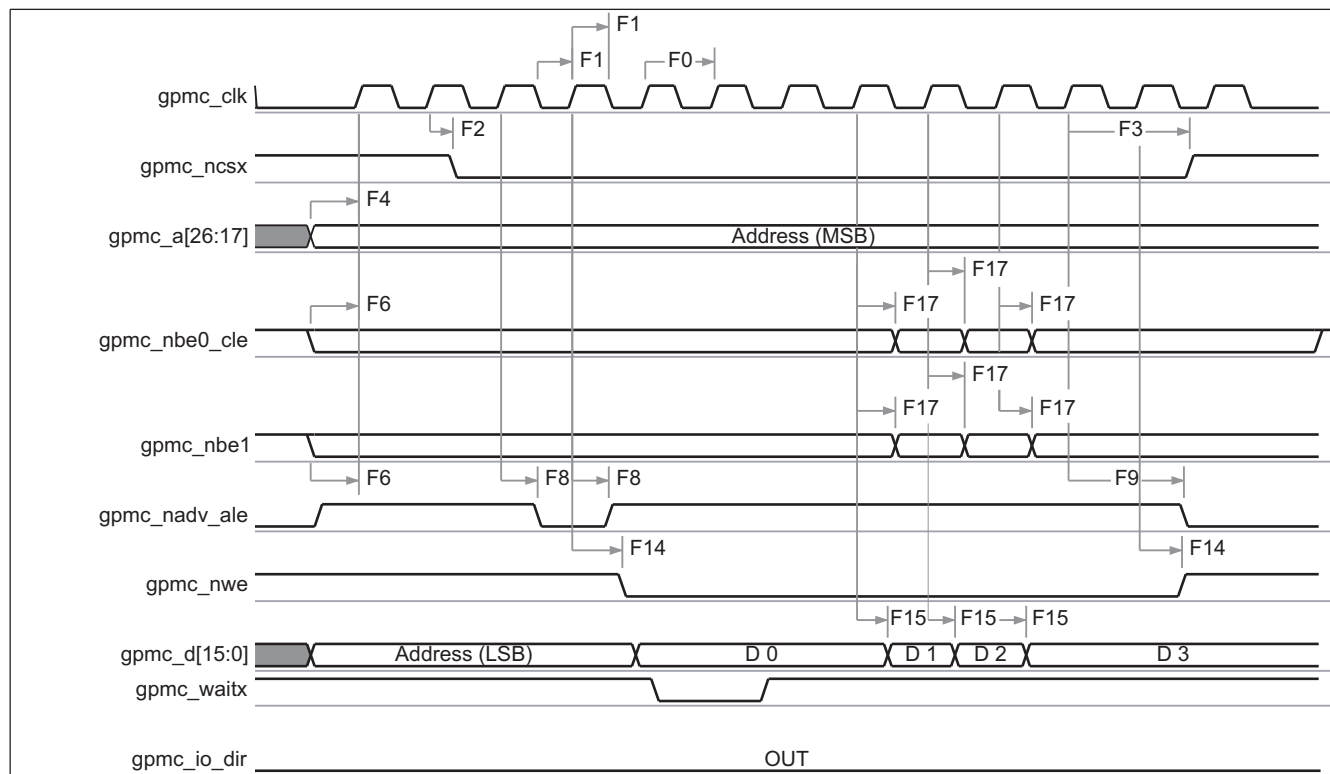 F1
F1 F0
gpmc_clk
F2 F3
gpmc_ncsx
F4
gpmc_a[26:17] Address (MSB)
F17
F6 F17 F17
gpmc_nbe0_cle
F17
F17 F17
gpmc_nbe1
F6 F8 F8 F9
gpmc_nadv_ale
F14 F14
gpmc_nwe
F15 F15 F15
gpmc_d[15:0] Address (LSB) D 0 D 1 D 2 D 3
gpmc_waitx
gpmc_io_dir OUT